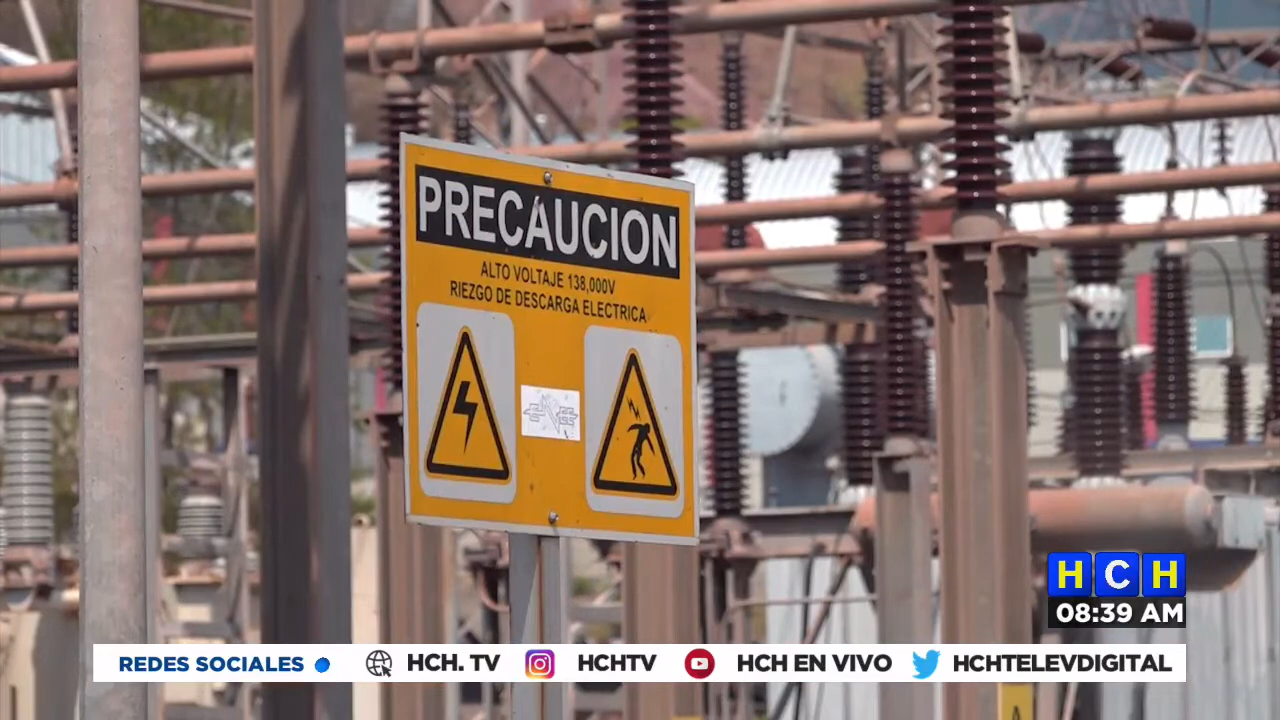 PRECAUCION
ALTO VOLTAJE 138,000V
RIEZGO DE DESCARGA ELECTRICA
HCH
08:39 AM
REDES SOCIALES HCH. TV HCHTV HCH EN VIVO HCHTELEVDIGITAL